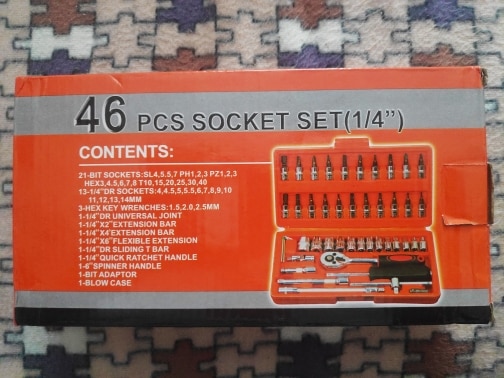 46 PCS SOCKET SET(1/4")
CONTENTS:
21-BIT SOCKETS:SL4,5.5,7 PH1,2,3 PZ1,2,3
HEX3,4,5,6,7,8 T10,15,20,25,30,40
13-1/4"DR SOCKETS:4,4.5,5,5.5,6,7,8,9,10
11,12,13,14MM
3-HEX KEY WRENCHES:1.5,2.0,2.5MM
1-1/4"DR UNIVERSAL JOINT
1-1/4"X2"EXTENSION BAR
1-1/4"X4"EXTENSION BAR
1-1/4"X6"FLEXIBLE EXTENSION
1-1/4"DR SLIDING T BAR
1-1/4"QUICK RATCHET HANDLE
1-6"SPINNER HANDLE
1-BIT ADAPTOR
1-BLOW CASE